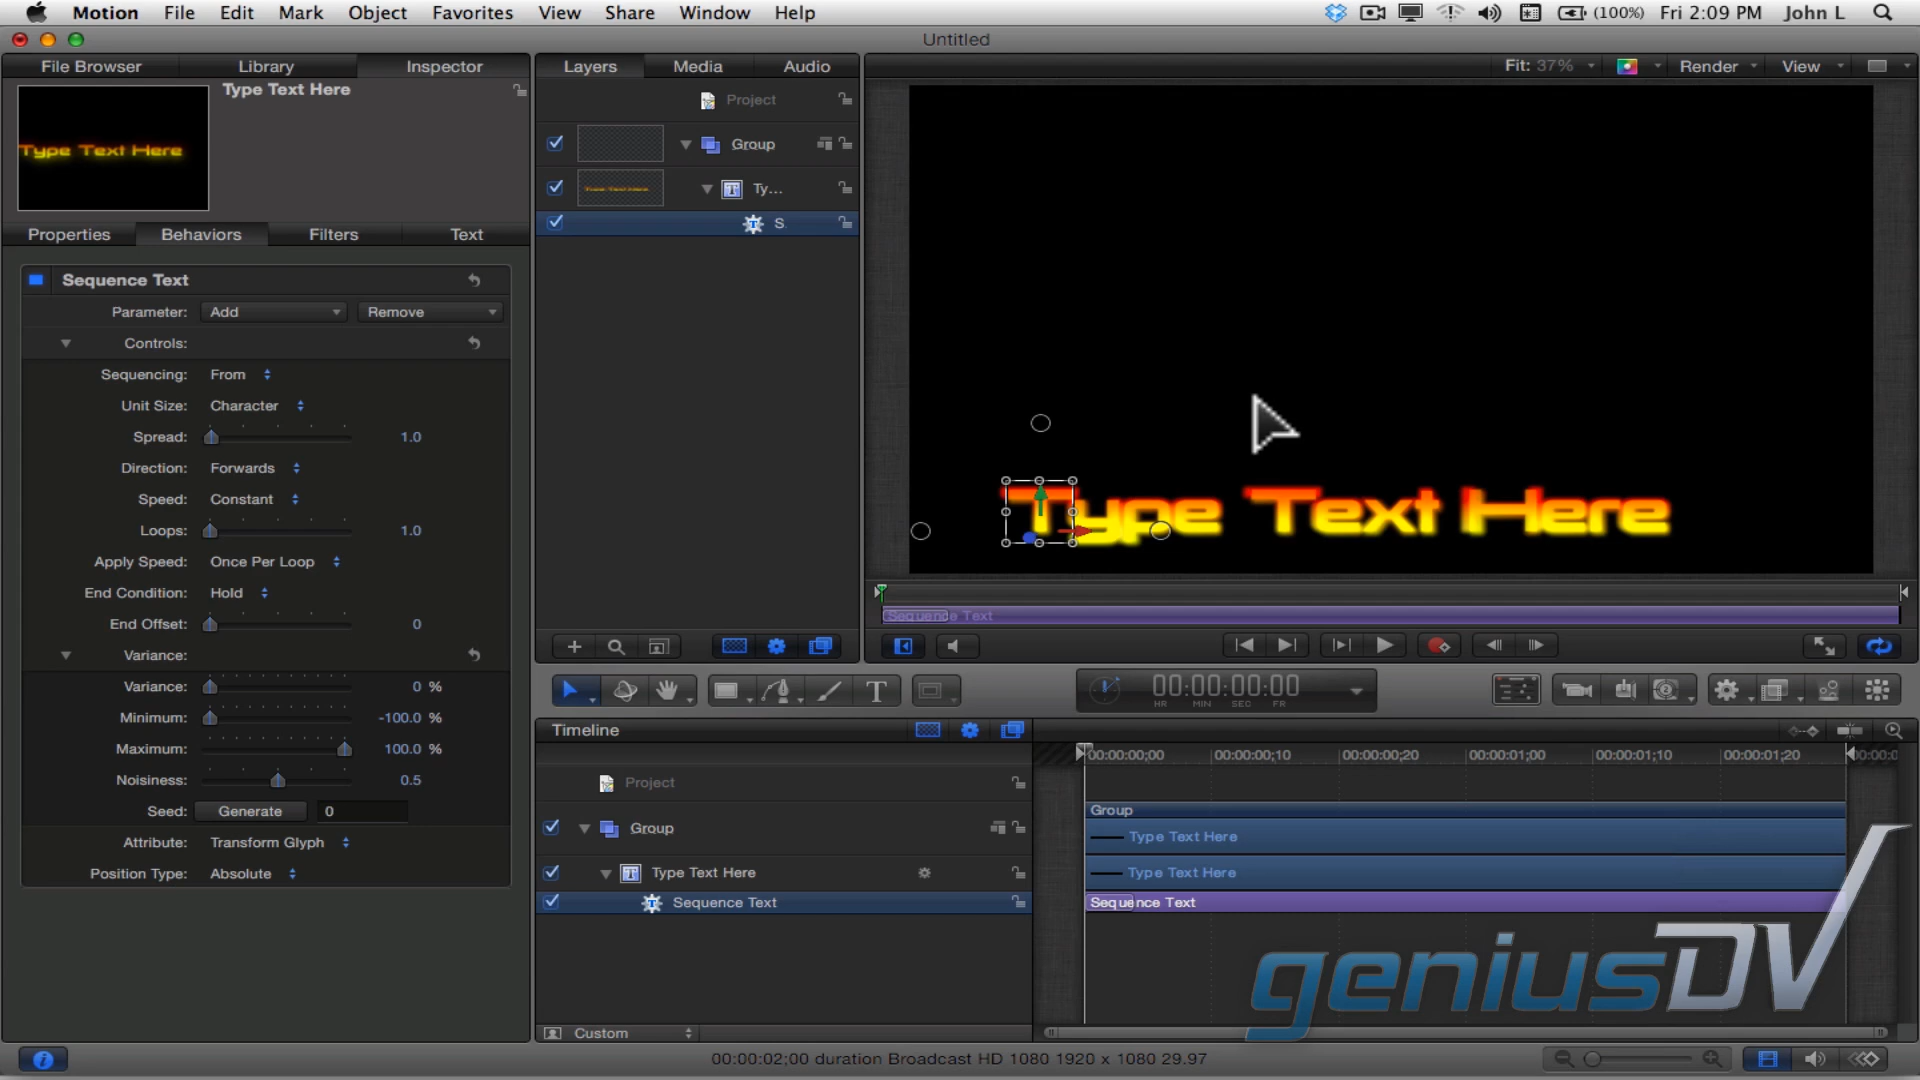 Motion File Edit Mark Object Favorites View Share Window Help (100%) Fri 2:09 PM John L
Untitled
File Browser Library Inspector Layers Media Audio Fit: 37% Render View
Type Text Here
Type Text Here
Project
Group
Type Text Here Ty...
S.
Properties Behaviors Filters Text
Sequence Text
Parameter: Add Remove
Controls:
Sequencing: From
Unit Size: Character
Spread: 1.0
Direction: Forwards
Speed: Constant
Loops: 1.0
Apply Speed: Once Per Loop
End Condition: Hold
End Offset: 0
Variance:
Variance: 0 %
Minimum: -100.0 %
Maximum: 100.0 %
Noisiness: 0.5
Seed: Generate 0
Attribute: Transform Glyph
Position Type: Absolute
Type Text Here
Sequence Text
T 00:00:00:00
HR MIN SEC FR
Timeline
00:00:00;00 00:00:00;10 00:00:00;20 00:00:01;00 00:00:01;10 00:00:01;20
Project
Group Group
Type Text Here
Type Text Here Type Text Here
Sequence Text Sequence Text
geniusDV
Custom
00:00:02;00 duration Broadcast HD 1080 1920 x 1080 29.97